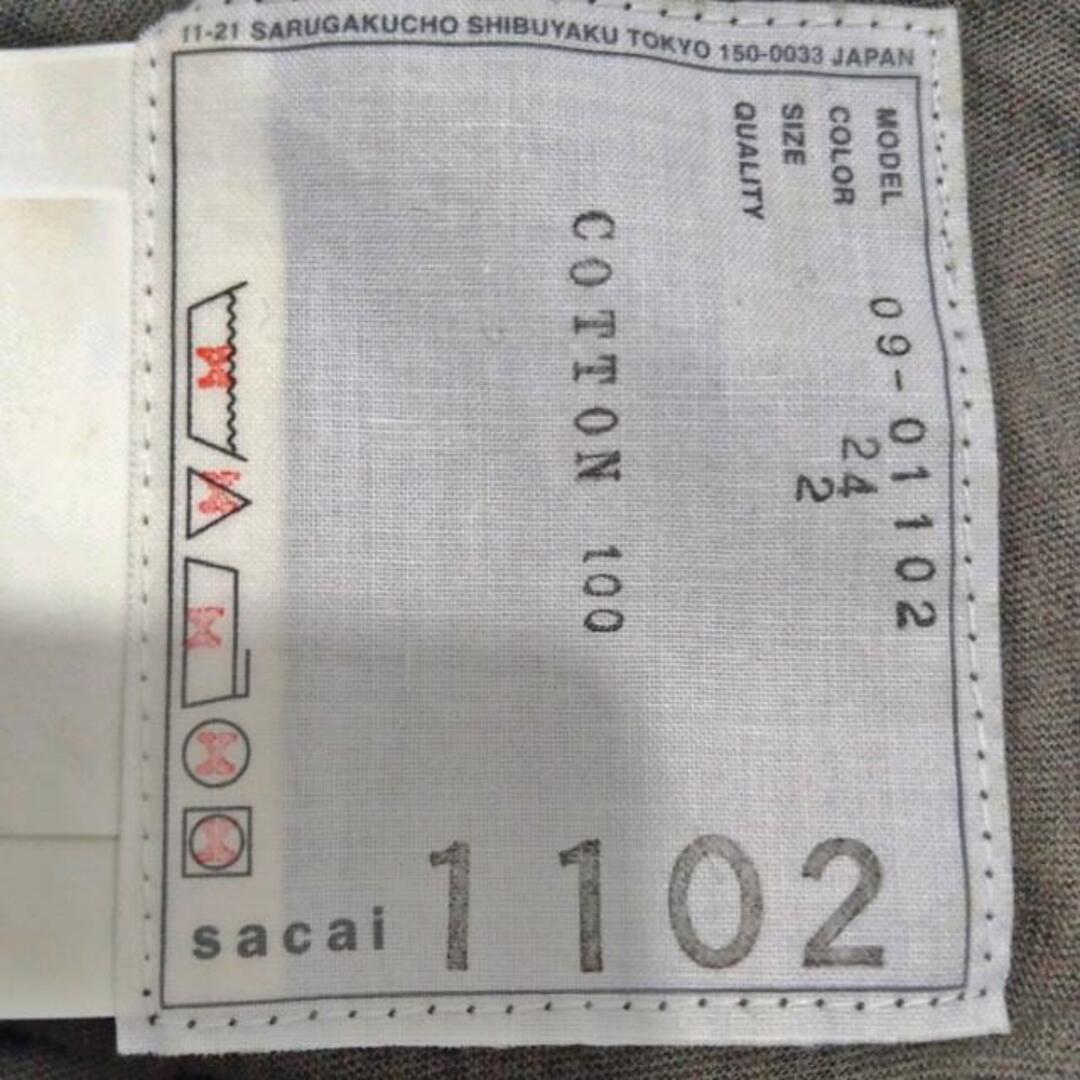 11-21 SARUGAKUCHO SHIBUYAKU TOKYO 150-0033 JAPAN
MODEL 09-01102
COLOR 24
SIZE 2
QUALITY
COTTON 100
sacai
1102